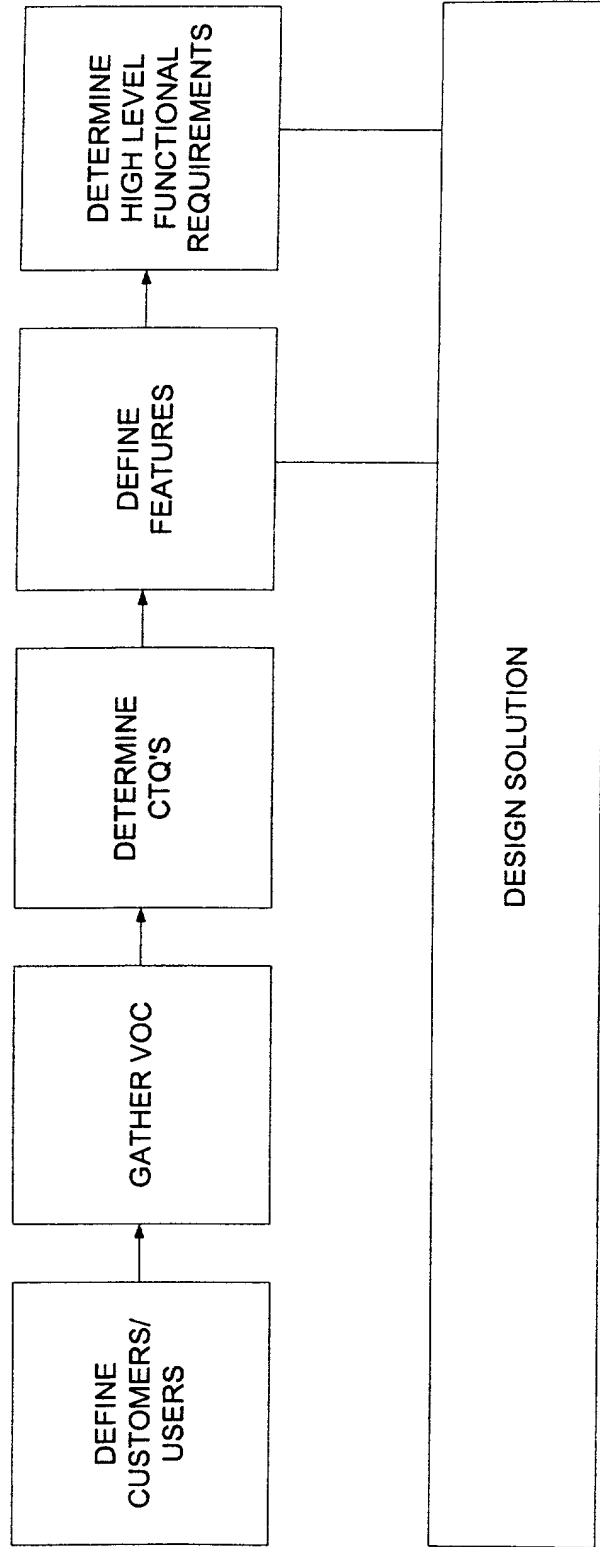 DEFINE
CUSTOMERS/
USERS
GATHER VOC
DETERMINE
CTQ'S
DEFINE
FEATURES
DETERMINE
HIGH LEVEL
FUNCTIONAL
REQUIREMENTS
DESIGN SOLUTION